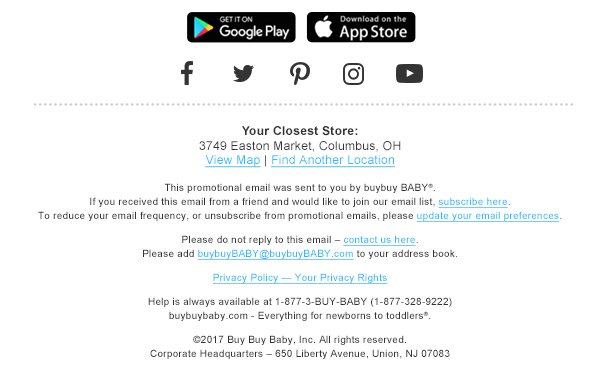 GET IT ON
Google Play
Download on the
App Store
Your Closest Store:
3749 Easton Market, Columbus, OH
View Map | Find Another Location
This promotional email was sent to you by buybuy BABY®.
If you received this email from a friend and would like to join our email list, subscribe here.
To reduce your email frequency, or unsubscribe from promotional emails, please update your email preferences.
Please do not reply to this email – contact us here.
Please add buybuyBABY@buybuyBABY.com to your address book.
Privacy Policy — Your Privacy Rights
Help is always available at 1-877-3-BUY-BABY (1-877-328-9222)
buybuybaby.com - Everything for newborns to toddlers®.
©2017 Buy Buy Baby, Inc. All rights reserved.
Corporate Headquarters – 650 Liberty Avenue, Union, NJ 07083